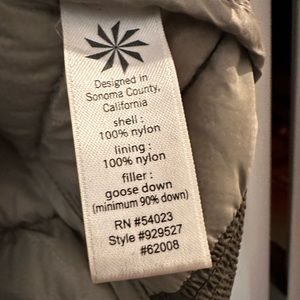 Designed in
Sonoma County,
California
shell :
100% nylon
lining :
100% nylon
filler :
goose down
(minimum 90% down)
RN #54023
Style #929527
#62008